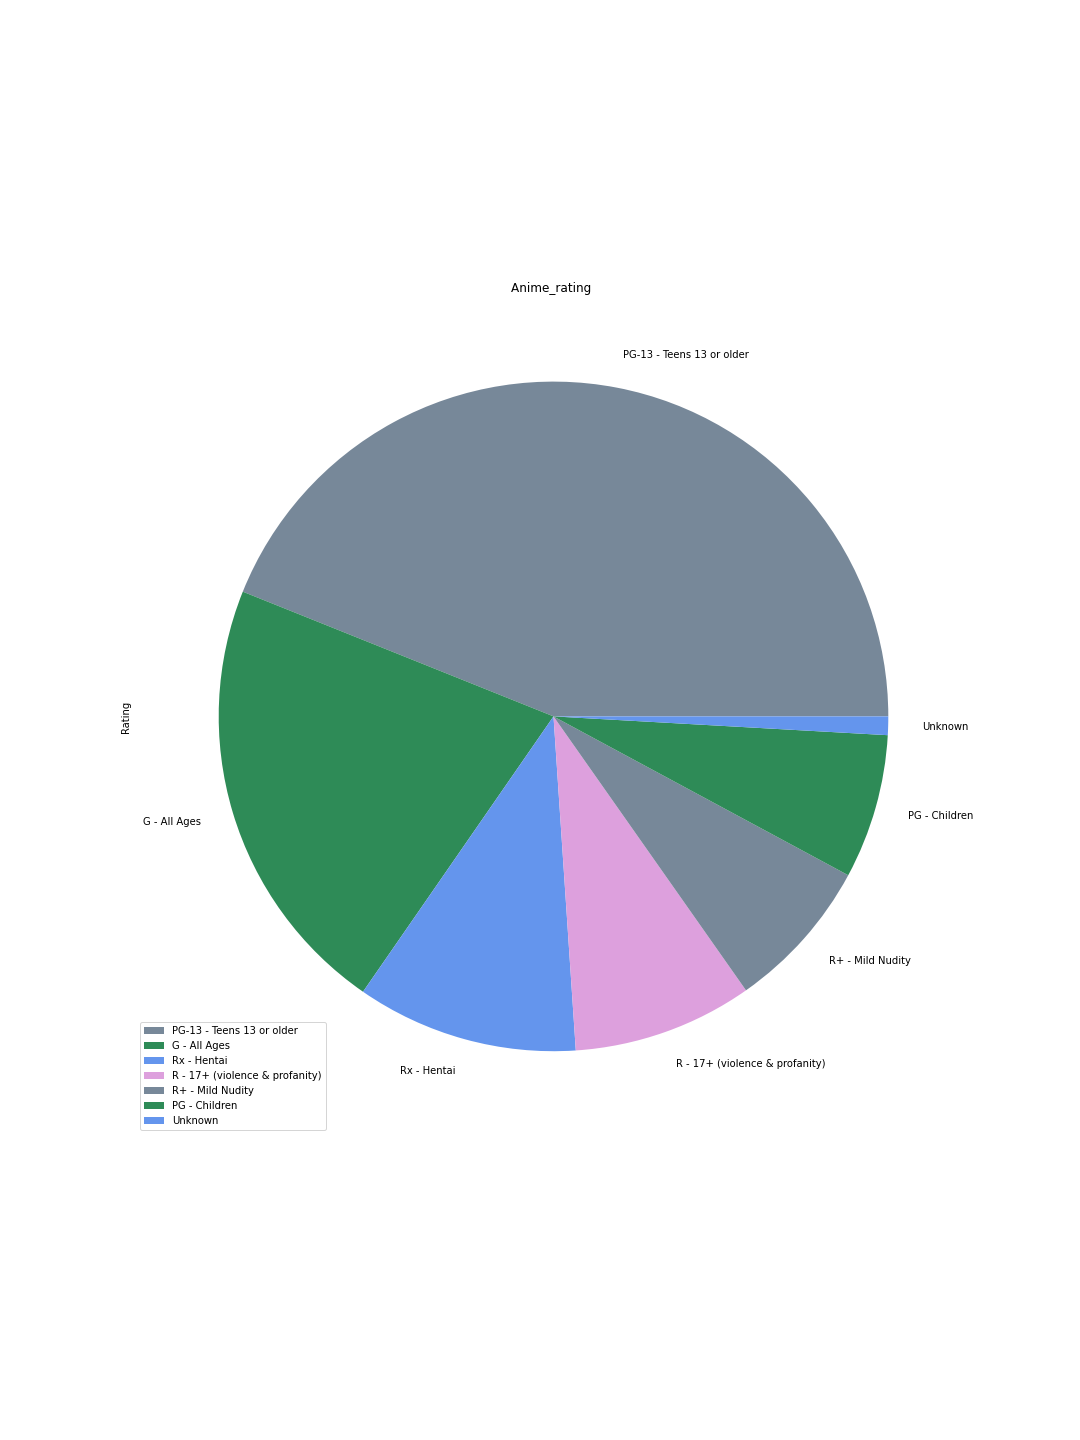 Anime_rating
PG-13 - Teens 13 or older
Rating
Unknown
PG - Children
G - All Ages
R+ - Mild Nudity
R - 17+ (violence & profanity)
Rx - Hentai
PG-13 - Teens 13 or older
G - All Ages
Rx - Hentai
R - 17+ (violence & profanity)
R+ - Mild Nudity
PG - Children
Unknown